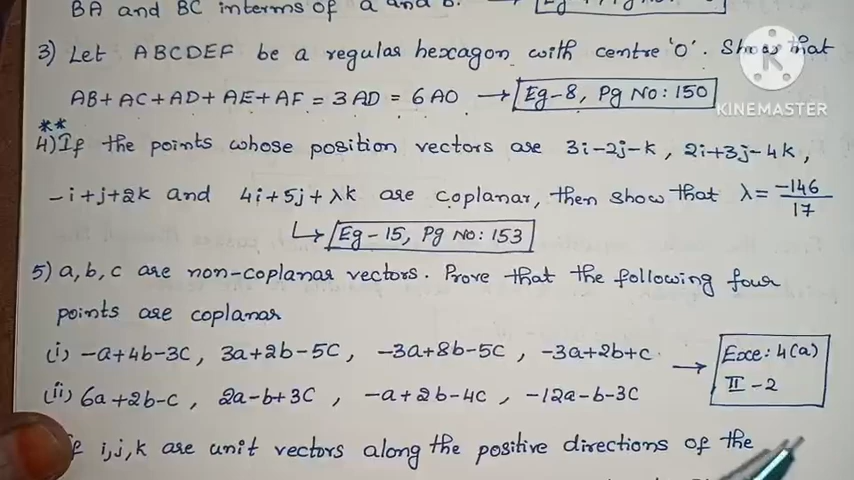 BA and BC interms of a and b.
3) Let ABCDEF be a regular hexagon with centre 'O'. Show that
AB+AC+AD+AE+AF = 3AD = 6AO → Eg-8, Pg No: 150
KINEMASTER
**
4) If the points whose position vectors are 3i-2j-k, 2i+3j-4k,
-i+j+2k and 4i+5j+λk are coplanar, then show that λ = -146/17
↳ Eg-15, Pg No: 153
5) a, b, c are non-coplanar vectors. Prove that the following four
points are coplanar
(i) -a+4b-3c, 3a+2b-5c, -3a+8b-5c, -3a+2b+c → Exe: 4(a)
(ii) 6a+2b-c, 2a-b+3c, -a+2b-4c, -12a-b-3c II-2
i,j,k are unit vectors along the positive directions of the